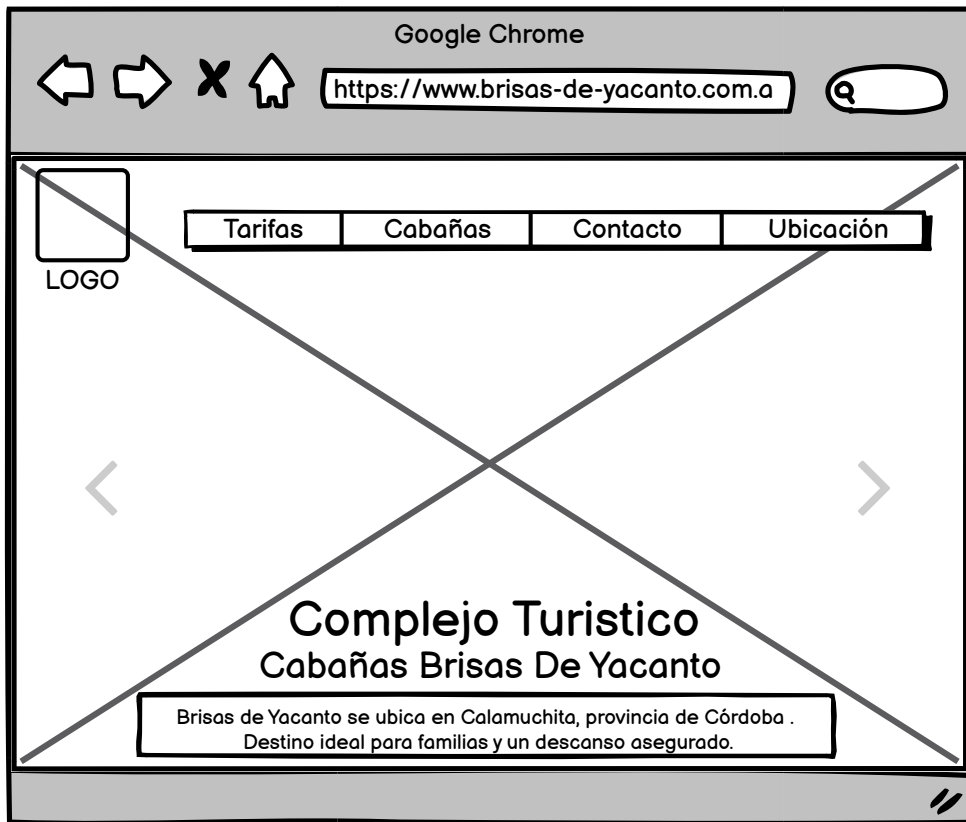 Google Chrome
https://www.brisas-de-yacanto.com.a
LOGO
Tarifas Cabañas Contacto Ubicación
Complejo Turistico
Cabañas Brisas De Yacanto
Brisas de Yacanto se ubica en Calamuchita, provincia de Córdoba .
Destino ideal para familias y un descanso asegurado.